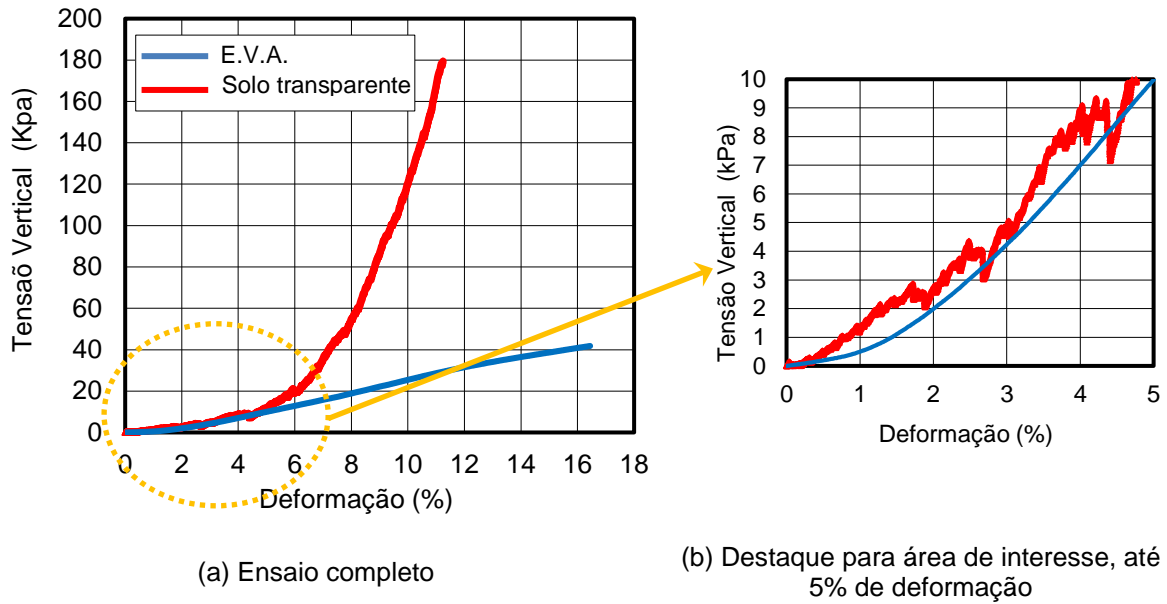 200
180
160
140
120
100
80
60
40
20
0
Tensõ Vertical (Kpa)
E.V.A.
Solo transparente
0 2 4 6 8 10 12 14 16 18
Deformação (%)
(a) Ensaio completo
10
9
8
7
6
5
4
3
2
1
0
Tensão Vertical (kPa)
0 1 2 3 4 5
Deformação (%)
(b) Destaque para área de interesse, até
5% de deformação